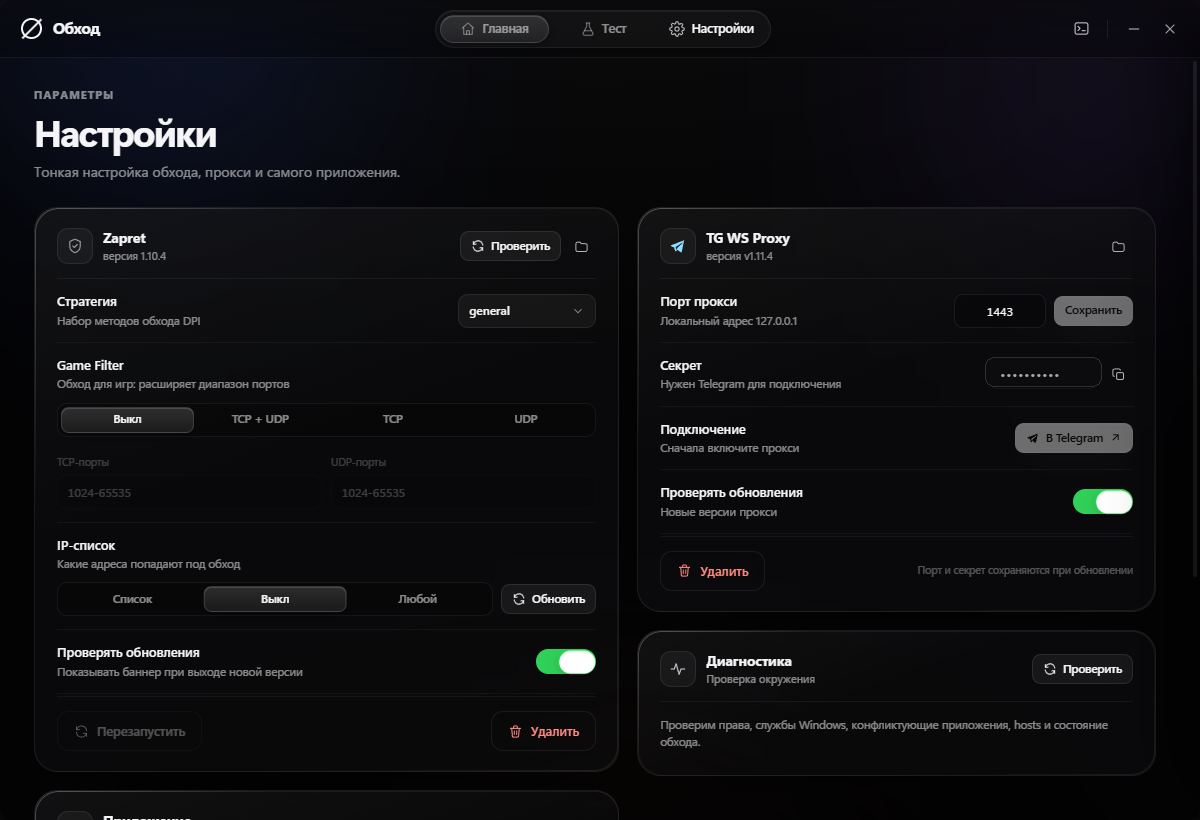 Обход
Главная
Тест
Настройки
ПАРАМЕТРЫ
Настройки
Тонкая настройка обхода, прокси и самого приложения.
Zapret
версия 1.10.4
Проверить
Стратегия
Набор методов обхода DPI
general
Game Filter
Обход для игр: расширяет диапазон портов
Выкл
TCP + UDP
TCP
UDP
TCP-порты
UDP-порты
1024-65535
1024-65535
IP-список
Какие адреса попадают под обход
Список
Выкл
Любой
Обновить
Проверять обновления
Показывать баннер при выходе новой версии
Перезапустить
Удалить
TG WS Proxy
версия v1.11.4
Порт прокси
Локальный адрес 127.0.0.1
1443
Сохранить
Секрет
Нужен Telegram для подключения
••••••••••
Подключение
Сначала включите прокси
В Telegram
Проверять обновления
Новые версии прокси
Удалить
Порт и секрет сохраняются при обновлении
Диагностика
Проверка окружения
Проверить
Проверим права, службы Windows, конфликтующие приложения, hosts и состояние
обхода.
Приложение